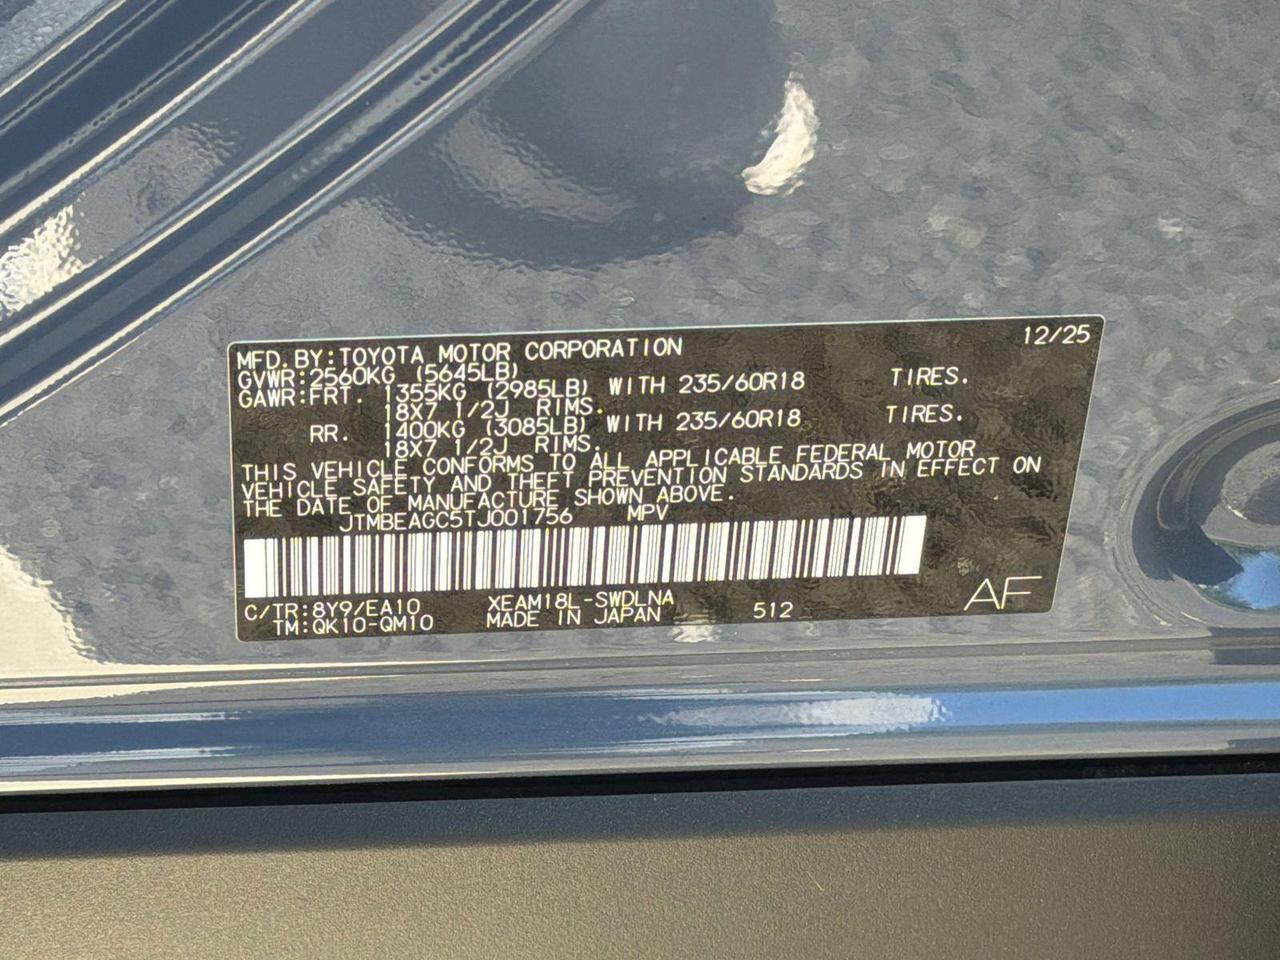 MFD. BY: TOYOTA MOTOR CORPORATION 12/25
GVWR: 2560KG (5645LB)
GAWR: FRT. 1355KG (2985LB) WITH 235/60R18 TIRES.
18X7 1/2J RIMS.
RR. 1400KG (3085LB) WITH 235/60R18 TIRES.
18X7 1/2J RIMS.
THIS VEHICLE CONFORMS TO ALL APPLICABLE FEDERAL MOTOR
VEHICLE SAFETY AND THEFT PREVENTION STANDARDS IN EFFECT ON
THE DATE OF MANUFACTURE SHOWN ABOVE.
JTMBEAGC5TJ001756 MPV
C/TR: 8Y9/EA10 XEAM18L-SWDLNA
TM: QK10-QM10 MADE IN JAPAN 512 AF